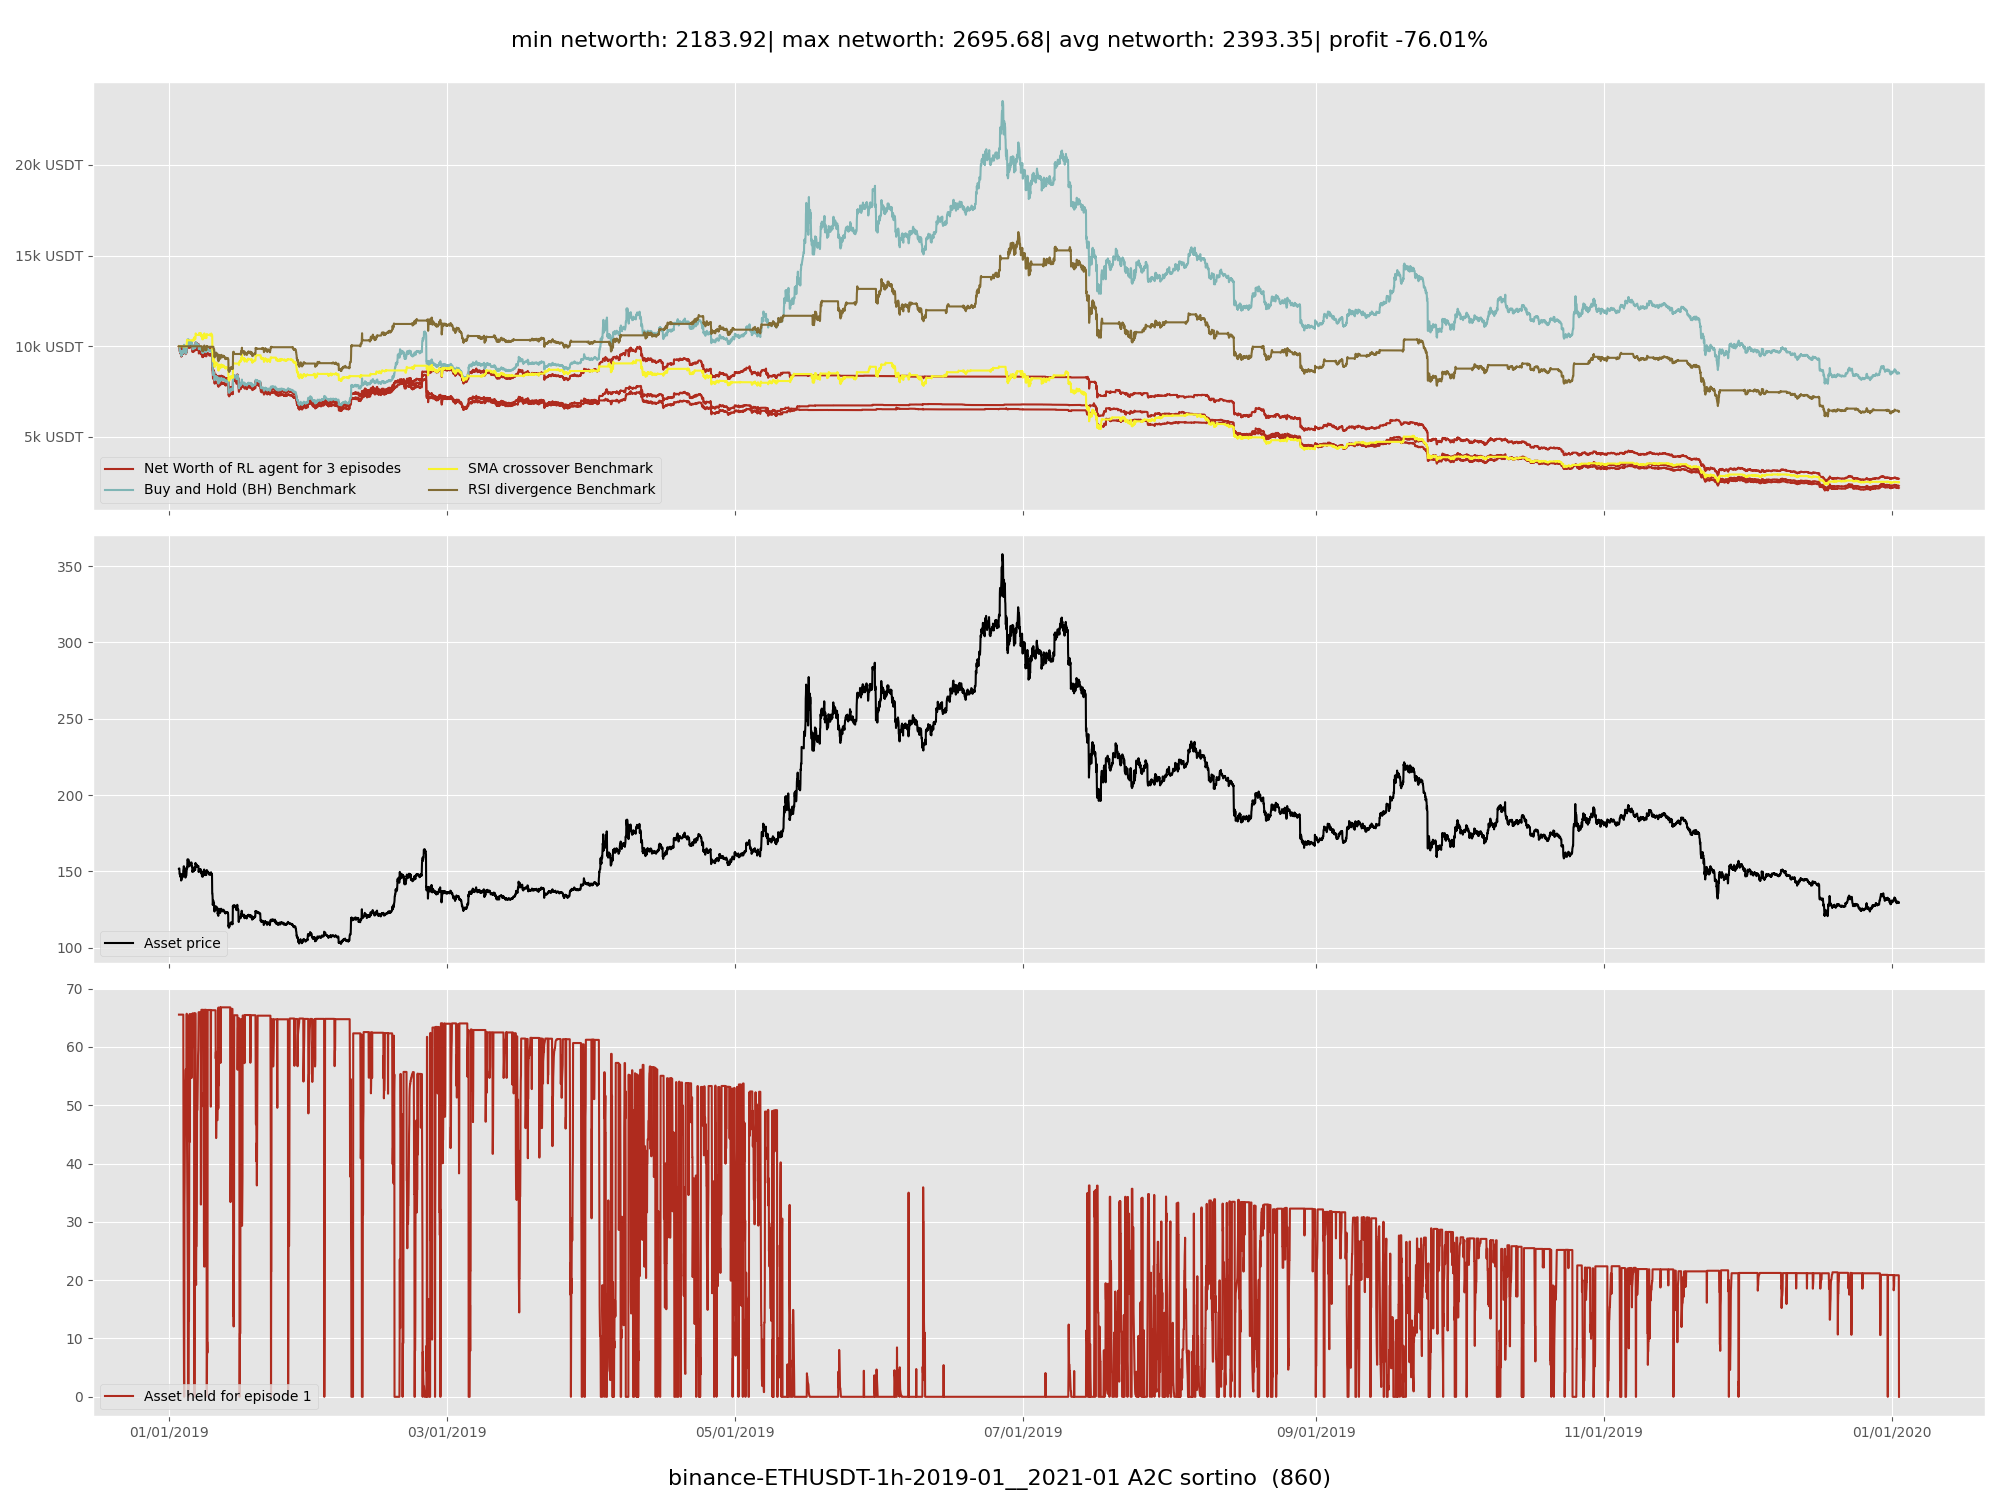 min networth: 2183.92| max networth: 2695.68| avg networth: 2393.35| profit -76.01%
20k USDT
15k USDT
10k USDT
5k USDT
Net Worth of RL agent for 3 episodes
Buy and Hold (BH) Benchmark
SMA crossover Benchmark
RSI divergence Benchmark
350
300
250
200
150
100
Asset price
70
60
50
40
30
20
10
0
Asset held for episode 1
01/01/2019 03/01/2019 05/01/2019 07/01/2019 09/01/2019 11/01/2019 01/01/2020
binance-ETHUSDT-1h-2019-01__2021-01 A2C sortino (860)